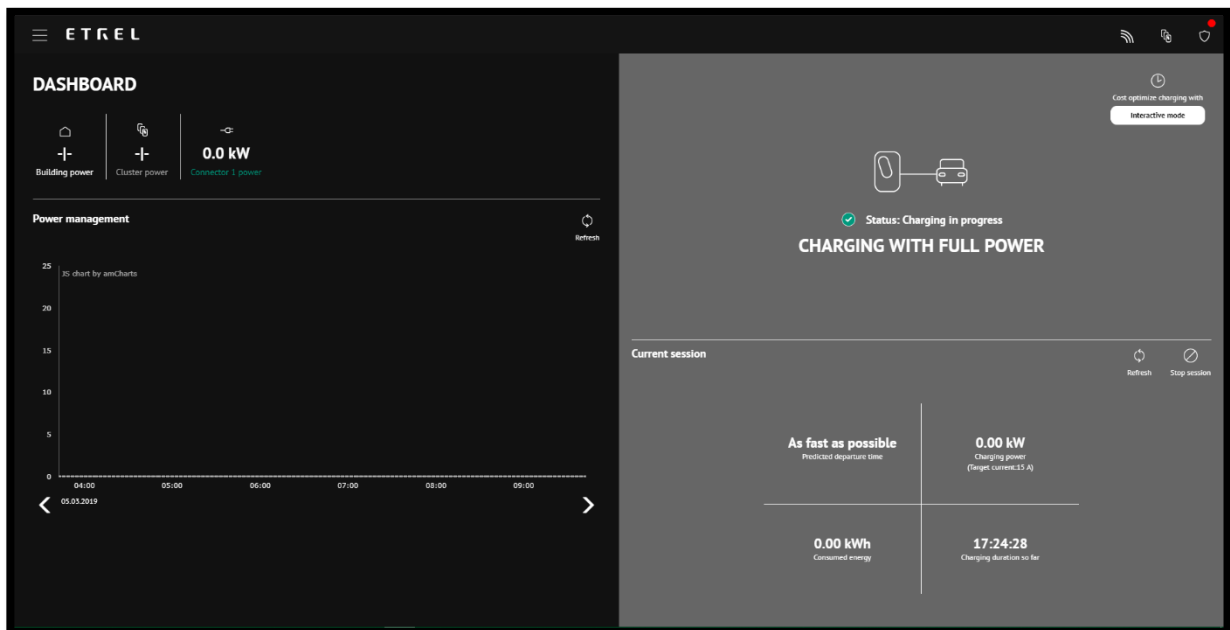 ETREL
DASHBOARD
-|-
Building power
-|-
Cluster power
0.0 kW
Connector 1 power
Power management
Refresh
25
JS chart by amCharts
20
15
10
5
0
04:00 05:00 06:00 07:00 08:00 09:00
05.03.2019
Cost optimize charging with
Interactive mode
Status: Charging in progress
CHARGING WITH FULL POWER
Current session
Refresh
Stop session
As fast as possible
Predicted departure time
0.00 kW
Charging power
(Target current:15 A)
0.00 kWh
Consumed energy
17:24:28
Charging duration so far